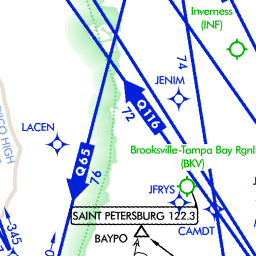 Inverness
(INF)
74
JENIM
Q116
72
LACEN
Brooksville-Tampa Bay Rgnl
(BKV)
Q65
76
JFRYS
SAINT PETERSBURG 122.3
CAMDT
BAYPO
345
HIGH